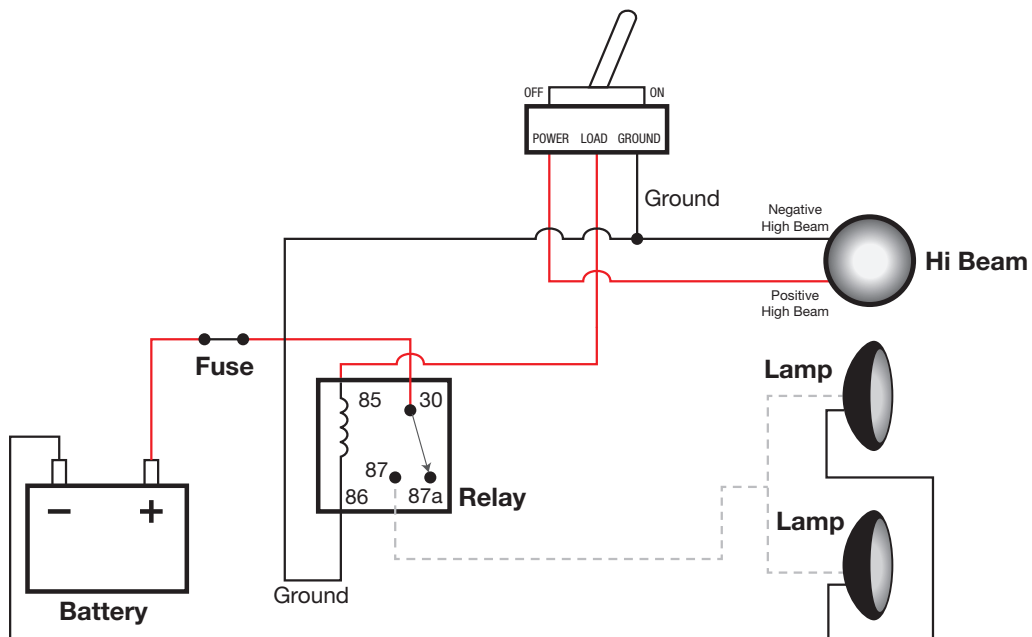 OFF
ON
POWER LOAD GROUND
Ground
Negative
High Beam
Hi Beam
Positive
High Beam
Fuse
Lamp
85
30
87
86
87a
Relay
Lamp
− +
Battery
Ground